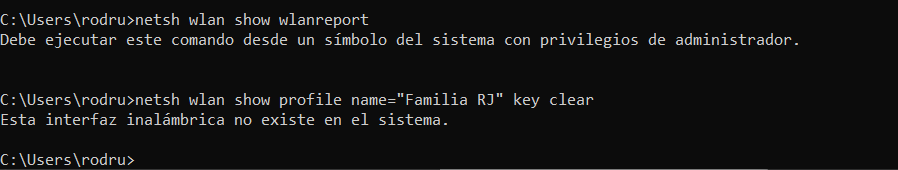 C:\Users\rodru>netsh wlan show wlanreport
Debe ejecutar este comando desde un símbolo del sistema con privilegios de administrador.
C:\Users\rodru>netsh wlan show profile name="Familia RJ" key clear
Esta interfaz inalámbrica no existe en el sistema.
C:\Users\rodru>